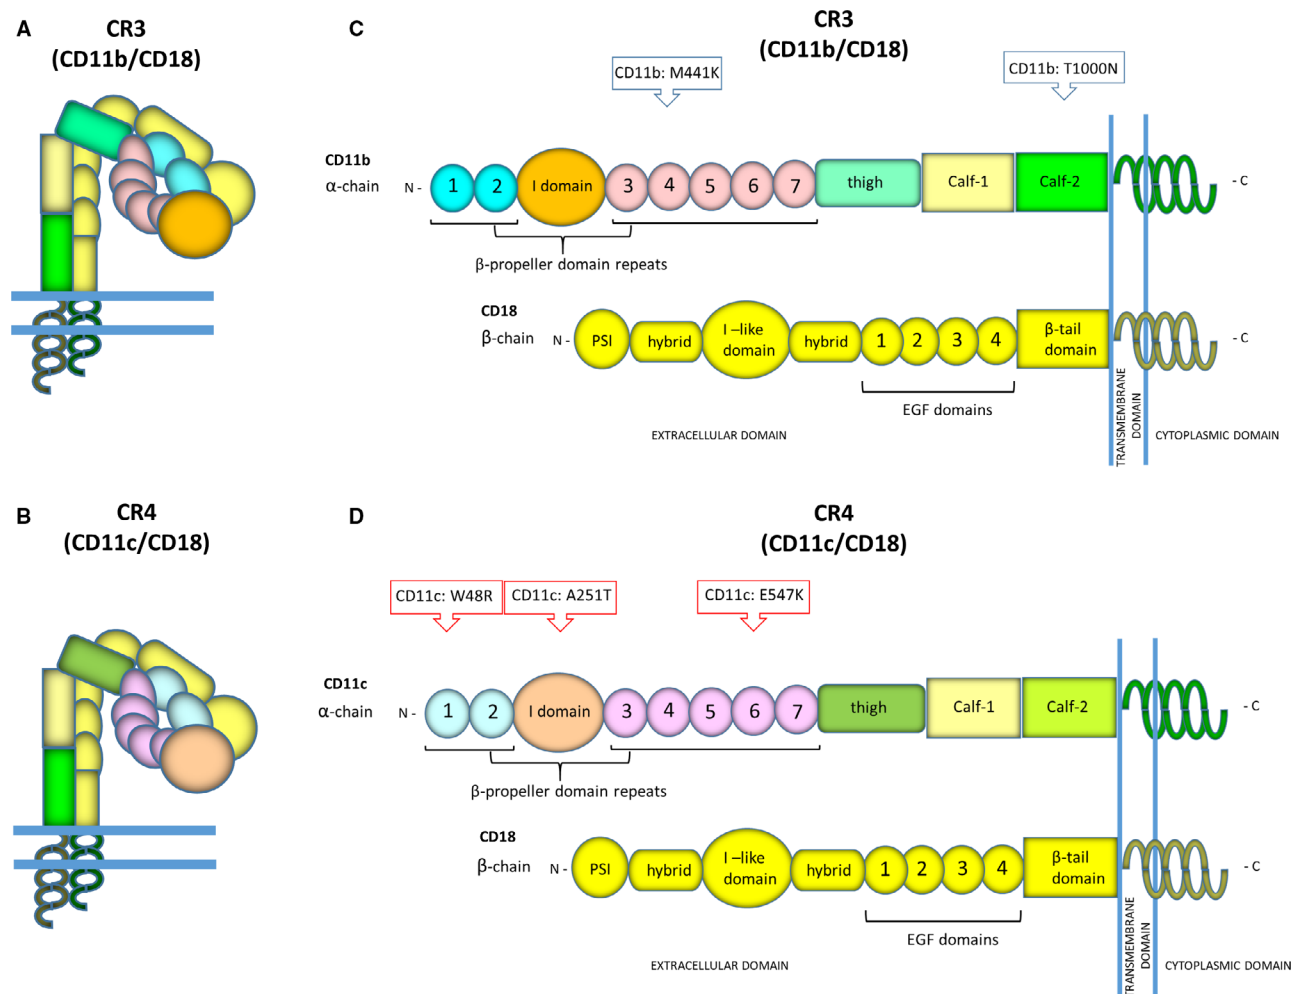 A
CR3
(CD11b/CD18)
C
CR3
(CD11b/CD18)
CD11b: M441K
CD11b: T1000N
CD11b
α-chain
N -
1
2
I domain
3
4
5
6
7
thigh
Calf-1
Calf-2
- C
β-propeller domain repeats
CD18
β-chain
N -
PSI
hybrid
I –like
domain
hybrid
1
2
3
4
β-tail
domain
- C
EGF domains
EXTRACELLULAR DOMAIN
TRANSMEMBRANE
DOMAIN
CYTOPLASMIC DOMAIN
B
CR4
(CD11c/CD18)
D
CR4
(CD11c/CD18)
CD11c: W48R
CD11c: A251T
CD11c: E547K
CD11c
α-chain
N -
1
2
I domain
3
4
5
6
7
thigh
Calf-1
Calf-2
- C
β-propeller domain repeats
CD18
β-chain
N -
PSI
hybrid
I –like
domain
hybrid
1
2
3
4
β-tail
domain
- C
EGF domains
EXTRACELLULAR DOMAIN
TRANSMEMBRANE
DOMAIN
CYTOPLASMIC DOMAIN